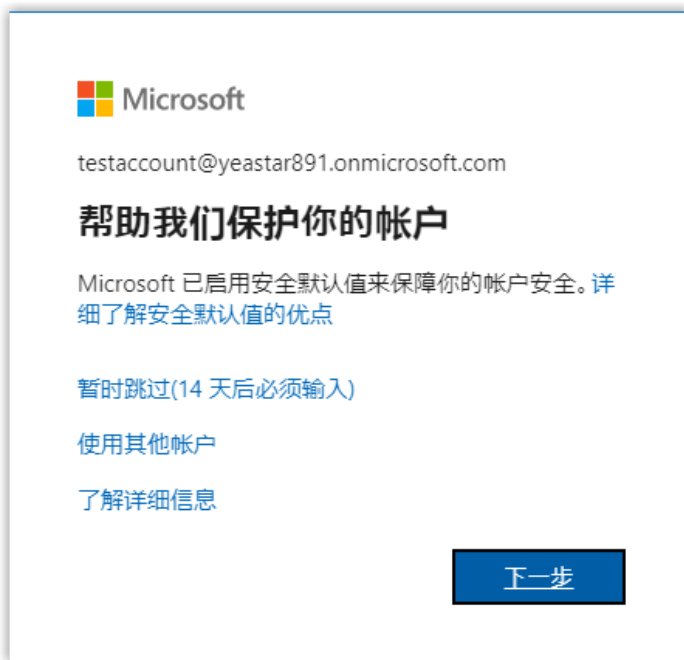 Microsoft
testaccount@yeastar891.onmicrosoft.com
帮助我们保护你的帐户
Microsoft 已启用安全默认值来保障你的帐户安全。详
细了解安全默认值的优点
暂时跳过(14 天后必须输入)
使用其他帐户
了解详细信息
下一步